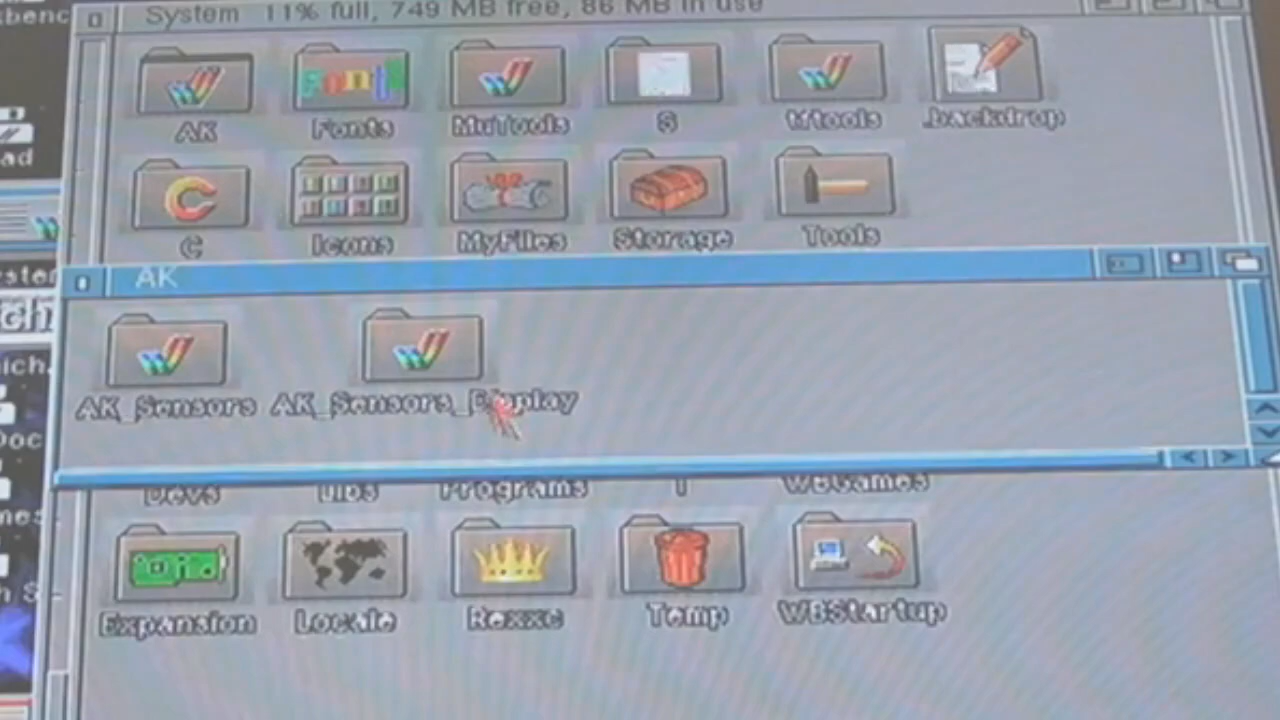 System 11% full, 749 MB free, 86 MB in use
AK Fonts MuTools S tftools .backdrop
C Icons MyFiles Storage Tools
AK
AK_Sensors AK_Sensors_Display
Devs Libs Programs T WBGames
Expansion Locale Rexxc Temp WBStartup